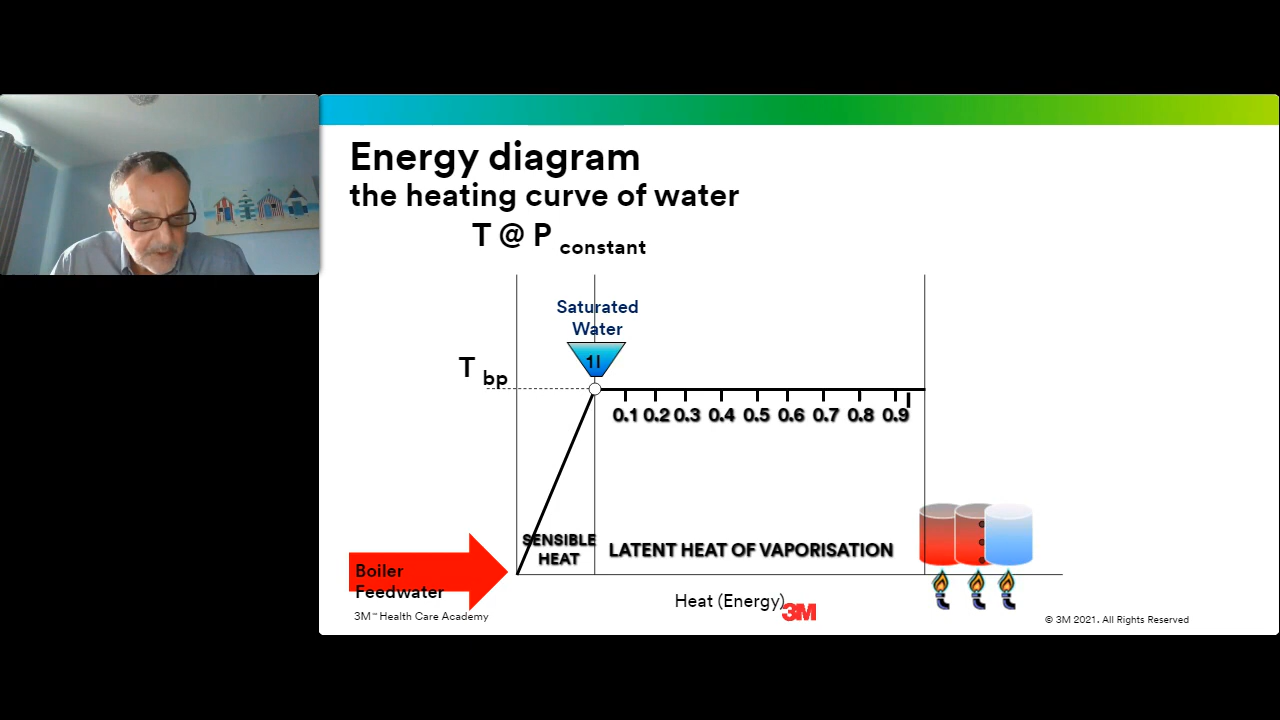 Energy diagram
the heating curve of water
T @ P constant
Saturated
Water
1l
T bp
0.1 0.2 0.3 0.4 0.5 0.6 0.7 0.8 0.9
SENSIBLE
HEAT
LATENT HEAT OF VAPORISATION
Boiler
Feedwater
Heat (Energy)
3M
3M™ Health Care Academy
© 3M 2021. All Rights Reserved